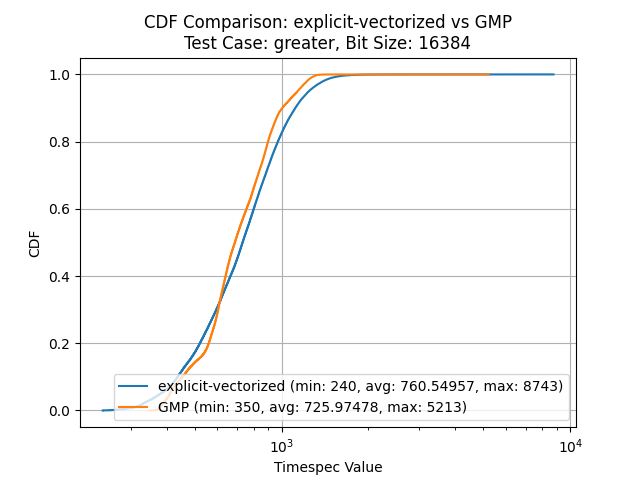 CDF Comparison: explicit-vectorized vs GMP
Test Case: greater, Bit Size: 16384
1.0
0.8
0.6
0.4
0.2
0.0
CDF
explicit-vectorized (min: 240, avg: 760.54957, max: 8743)
GMP (min: 350, avg: 725.97478, max: 5213)
10³
10⁴
Timespec Value